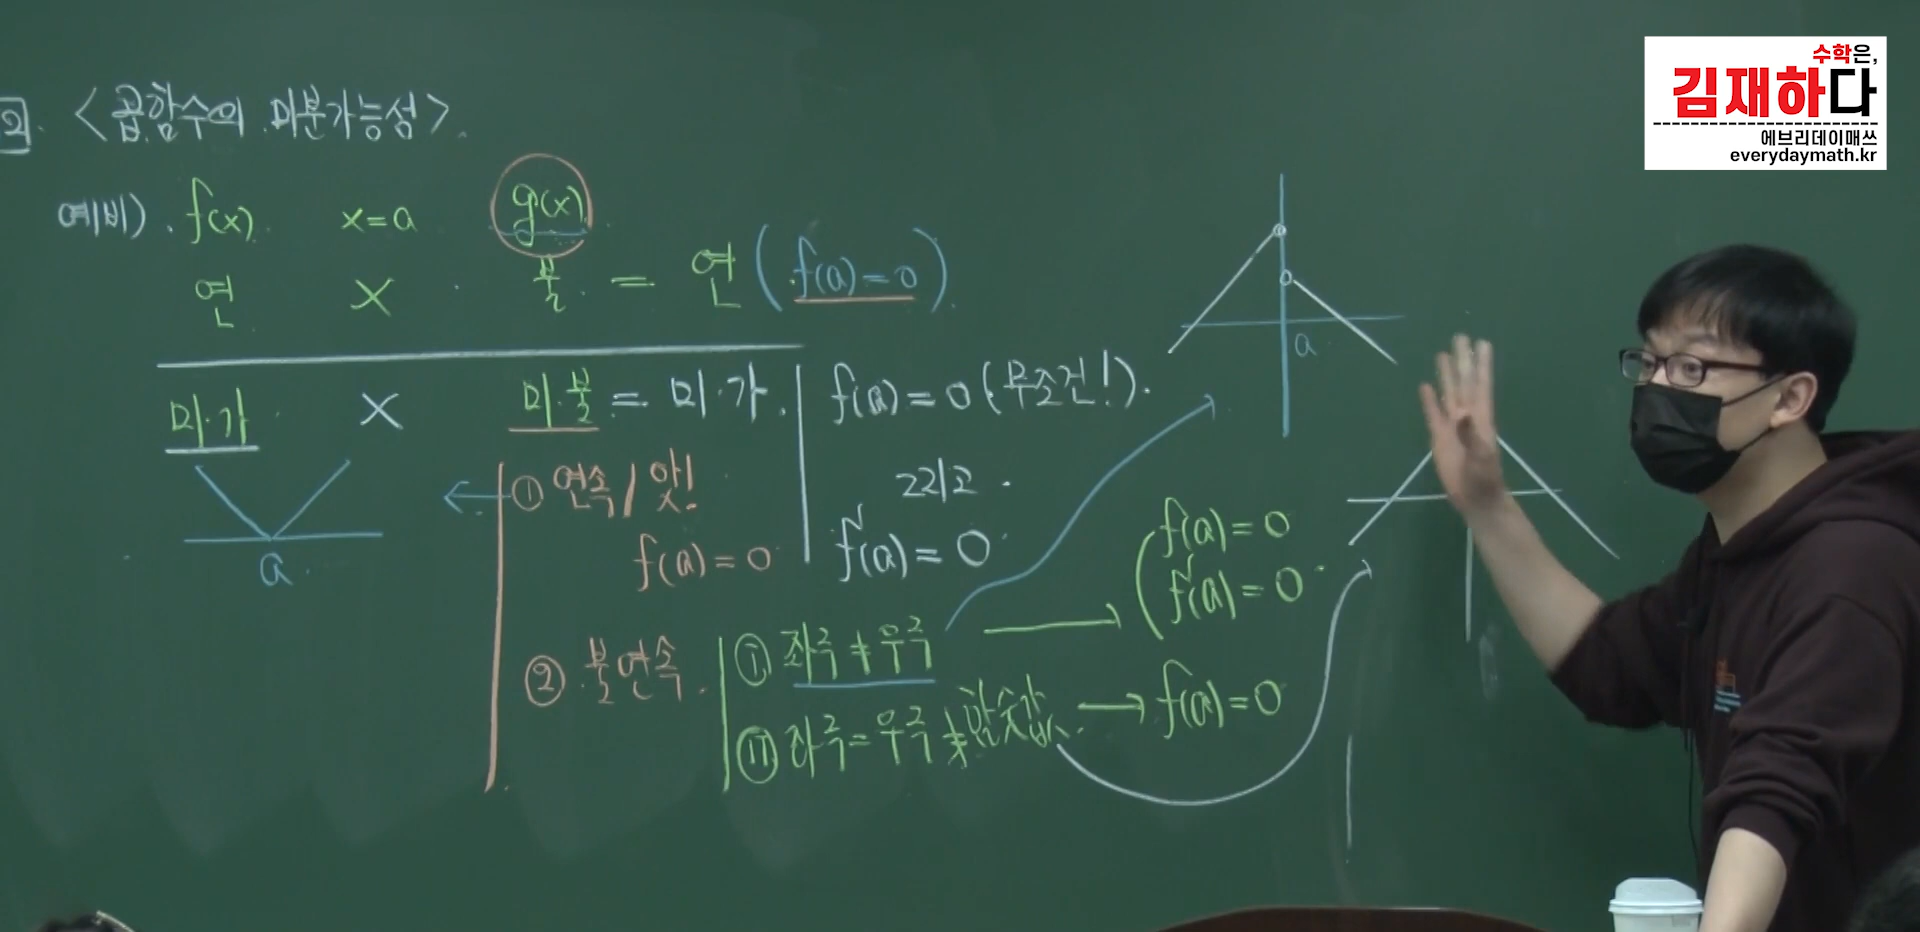 2. <곱함수의 미분가능성>
예비) f(x) x=a g(x)
연 X 불 = 연 (f(a)=0)
미·가 X 미·불 = 미·가. f(a)=0 (무조건!).
a
① 연속 / 앗!
f(a)=0
그리고
f'(a)=0
② 불연속.
ⓘ 좌극 ≠ 우극 → f(a)=0
f'(a)=0
ⓘⓘ 좌극=우극≠함숫값. → f(a)=0
a
수학은,
김재하다
에브리데이매쓰
everydaymath.kr